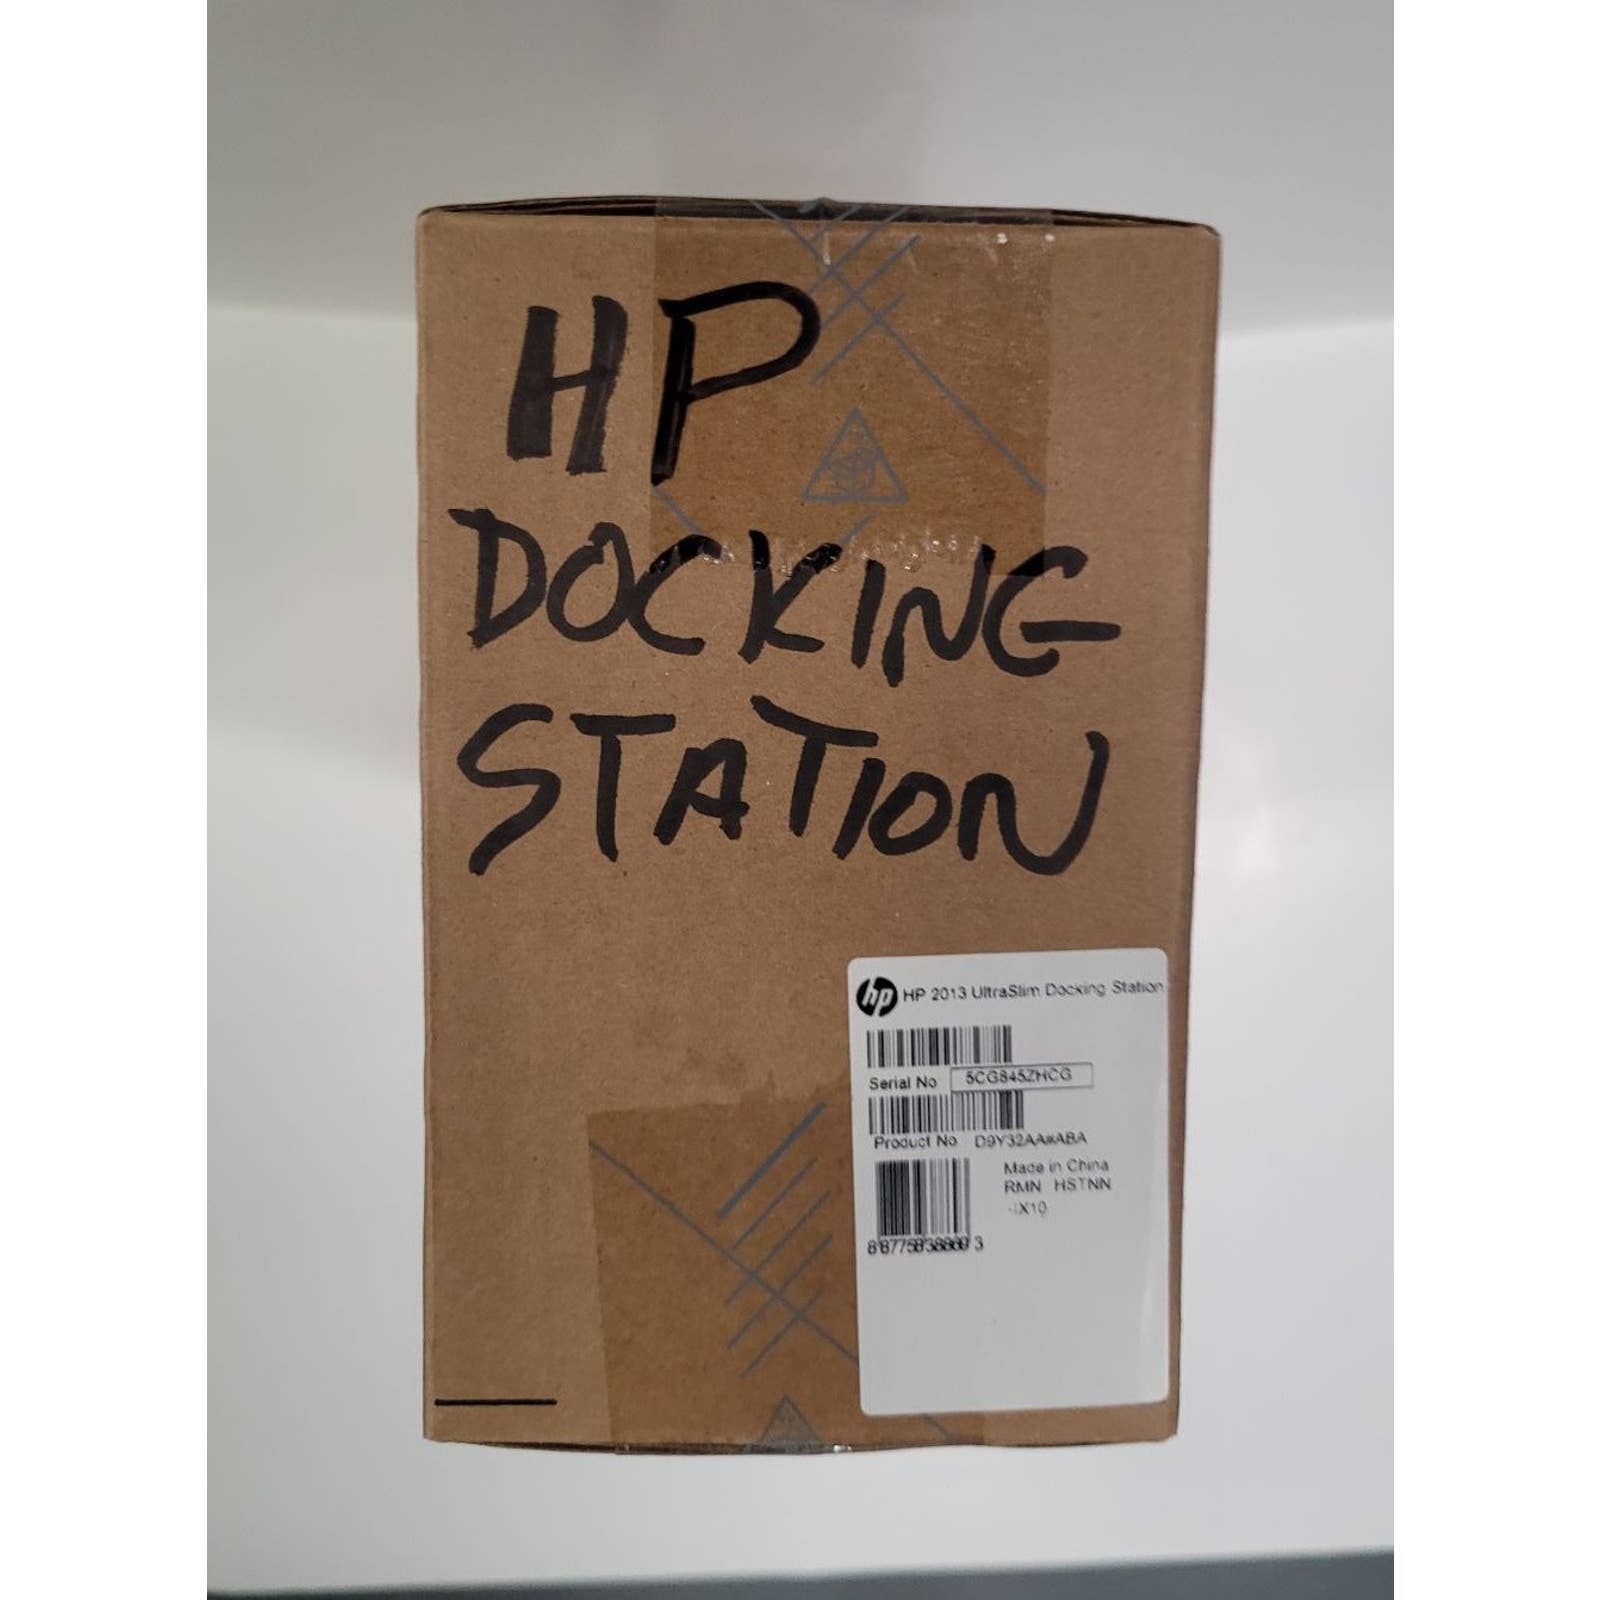 HP
DOCKING
STATION
hp HP 2013 UltraSlim Docking Station
Serial No 5CG845ZHCG
Product No D9Y32AA#ABA
Made in China
RMN HSTNN
-IX10